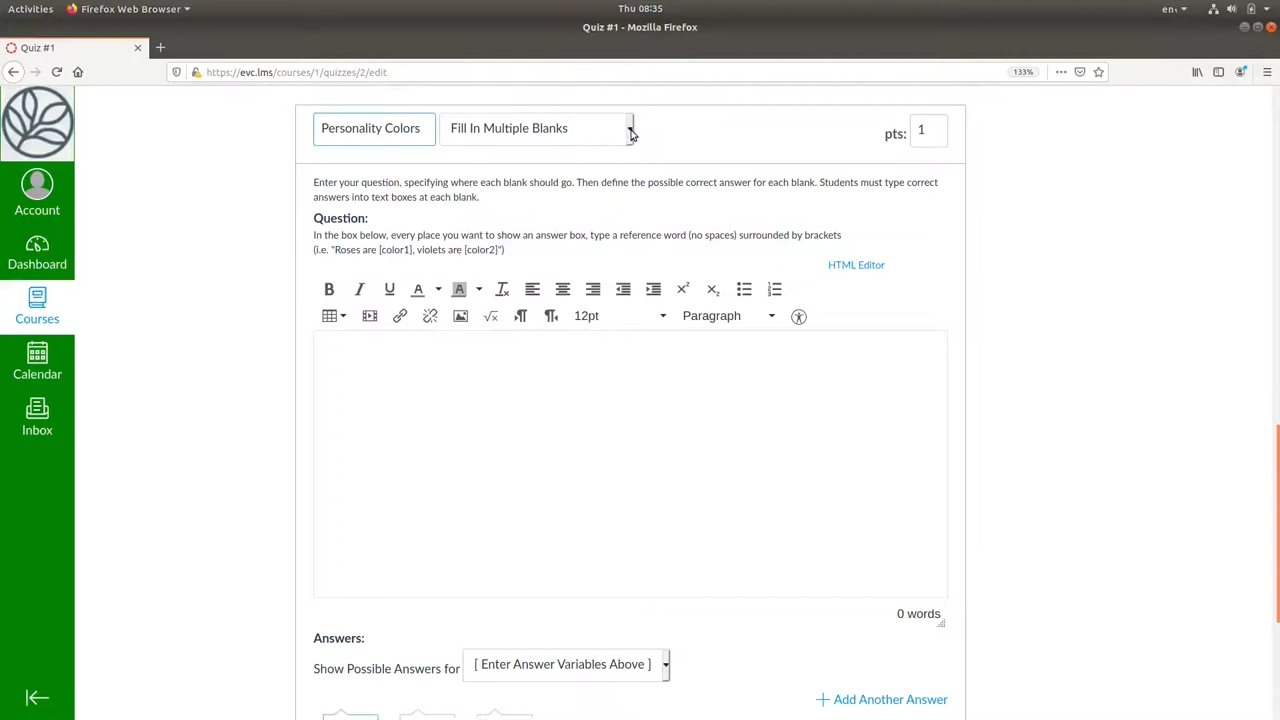 Activities Firefox Web Browser Thu 08:35 en
Quiz #1 - Mozilla Firefox
Quiz #1
https://evc.lms/courses/1/quizzes/2/edit 133%
Personality Colors Fill In Multiple Blanks pts: 1
Account
Dashboard
Courses
Calendar
Inbox
Enter your question, specifying where each blank should go. Then define the possible correct answer for each blank. Students must type correct
answers into text boxes at each blank.
Question:
In the box below, every place you want to show an answer box, type a reference word (no spaces) surrounded by brackets
(i.e. "Roses are [color1], violets are [color2]")
HTML Editor
12pt Paragraph
0 words
Answers:
Show Possible Answers for [ Enter Answer Variables Above ]
Add Another Answer